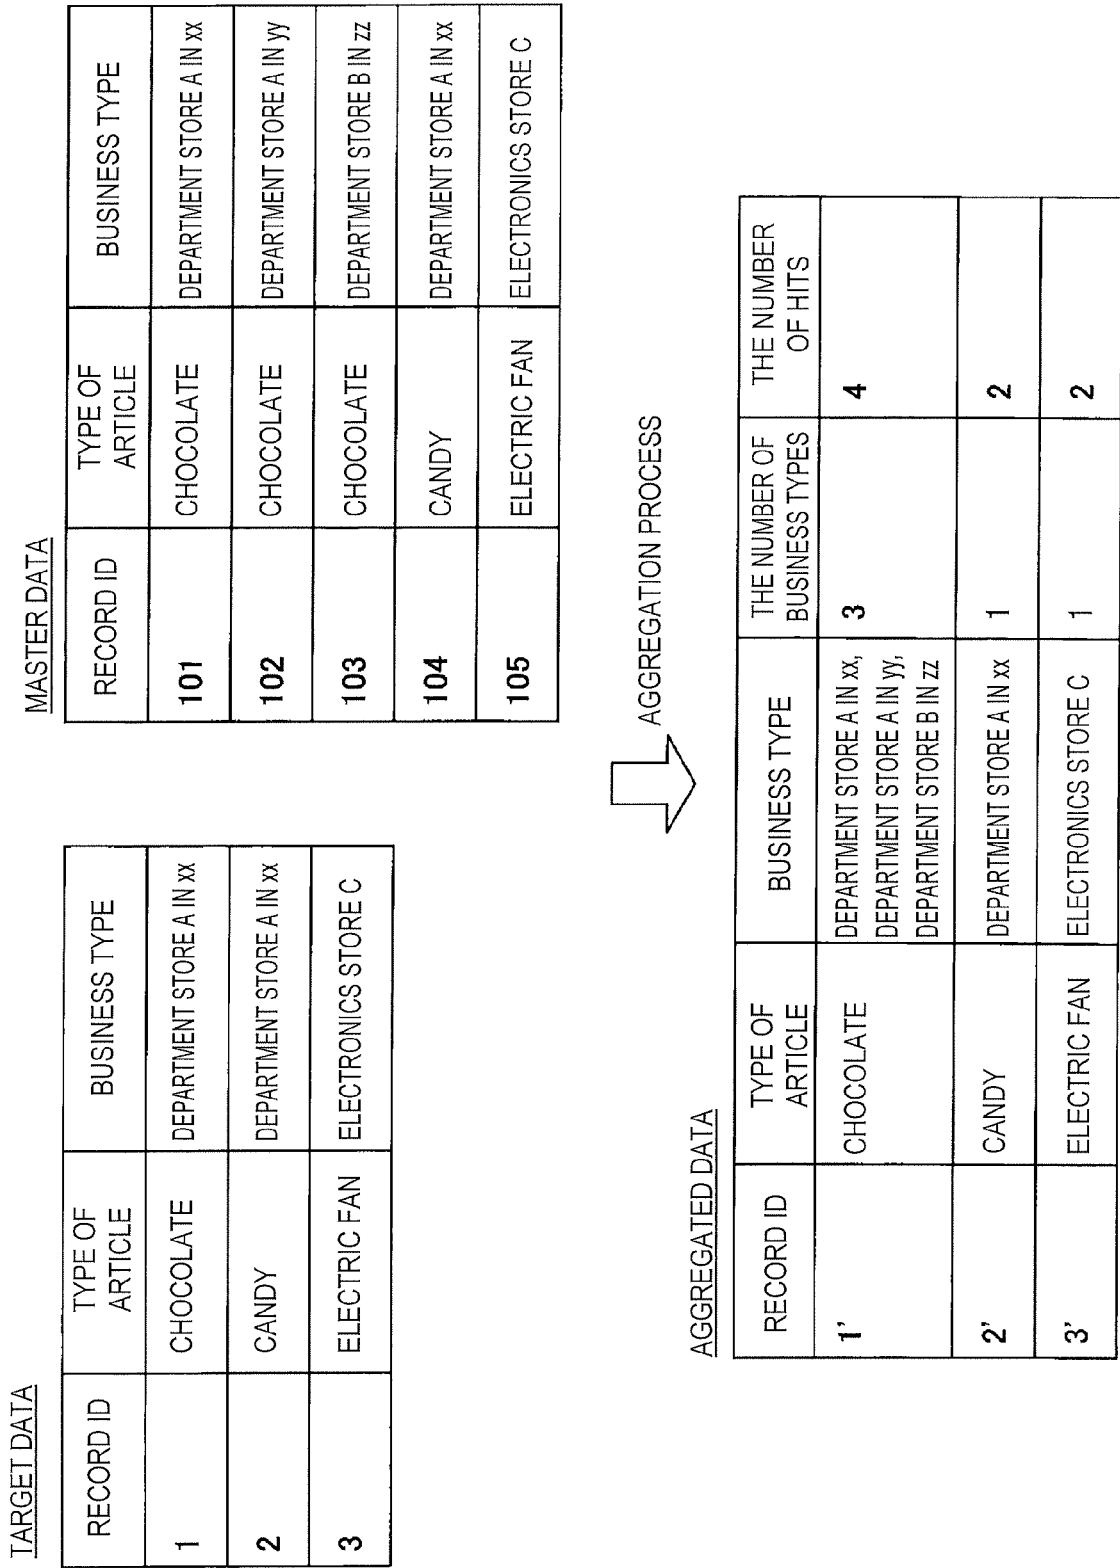 TARGET DATA
RECORD ID
TYPE OF
ARTICLE
BUSINESS TYPE
1
CHOCOLATE
DEPARTMENT STORE A IN xx
2
CANDY
DEPARTMENT STORE A IN xx
3
ELECTRIC FAN
ELECTRONICS STORE C
MASTER DATA
RECORD ID
TYPE OF
ARTICLE
BUSINESS TYPE
101
CHOCOLATE
DEPARTMENT STORE A IN xx
102
CHOCOLATE
DEPARTMENT STORE A IN yy
103
CHOCOLATE
DEPARTMENT STORE B IN zz
104
CANDY
DEPARTMENT STORE A IN xx
105
ELECTRIC FAN
ELECTRONICS STORE C
AGGREGATION PROCESS
AGGREGATED DATA
RECORD ID
TYPE OF
ARTICLE
BUSINESS TYPE
THE NUMBER OF
BUSINESS TYPES
THE NUMBER
OF HITS
1'
CHOCOLATE
DEPARTMENT STORE A IN xx,
DEPARTMENT STORE A IN yy,
DEPARTMENT STORE B IN zz
3
4
2'
CANDY
DEPARTMENT STORE A IN xx
1
2
3'
ELECTRIC FAN
ELECTRONICS STORE C
1
2